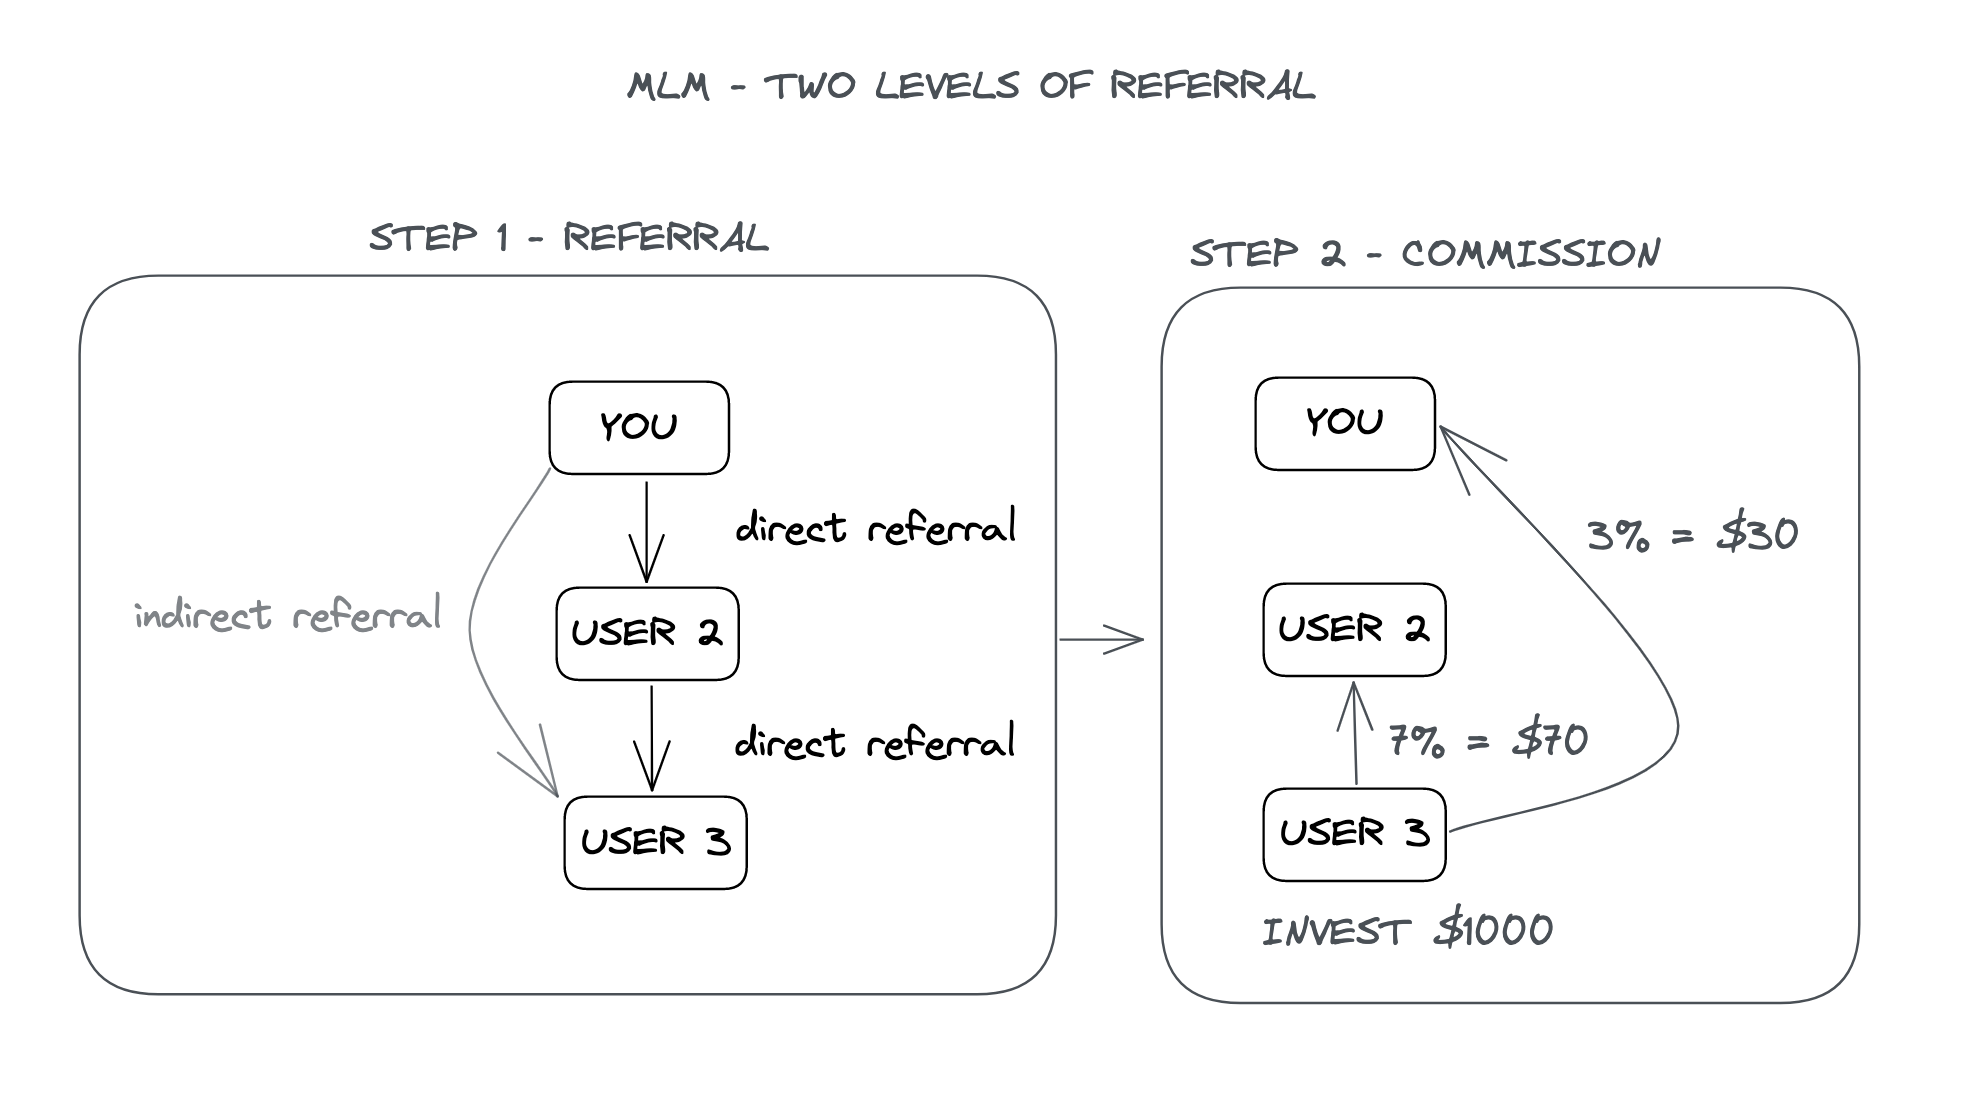 MLM - TWO LEVELS OF REFERRAL
STEP 1 - REFERRAL
YOU
direct referral
indirect referral
USER 2
direct referral
USER 3
STEP 2 - COMMISSION
YOU
3% = $30
USER 2
7% = $70
USER 3
INVEST $1000